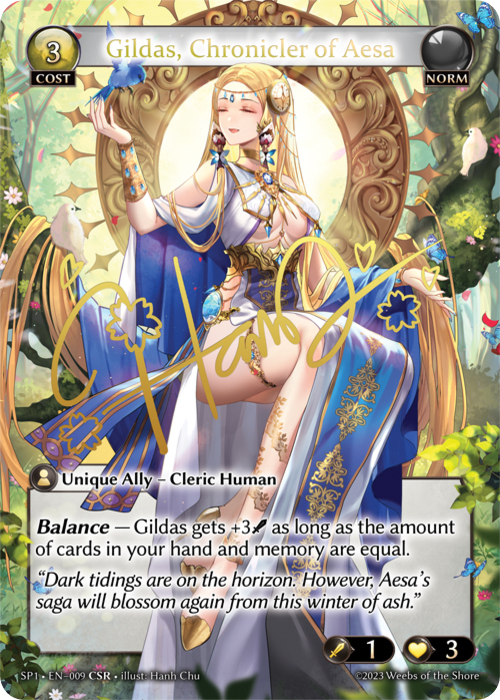 3
COST
Gildas, Chronicler of Aesa
NORM
Unique Ally – Cleric Human
Balance — Gildas gets +3 as long as the amount
of cards in your hand and memory are equal.
“Dark tidings are on the horizon. However, Aesa’s
saga will blossom again from this winter of ash.”
1
3
SP1 • EN-009 CSR • illust: Hanh Chu
©2023 Weebs of the Shore